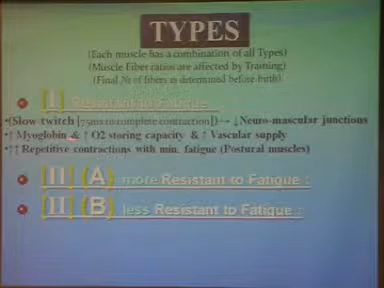 TYPES
(Each muscle has a combination of all Types)
(Muscle Fiber ratios are affected by Training)
(Final № of fibers is determined before birth).
[I] Resistant to Fatigue
•(Slow twitch [75ms to complete contraction]) → ↓Neuro-mascular junctions
•↑Myoglobin & ↑ O2 storing capacity & ↑ Vascular supply
•↑↑ Repetitive contractions with min. fatigue (Postural muscles)
[II] (A) more Resistant to Fatigue :
[II] (B) less Resistant to Fatigue :